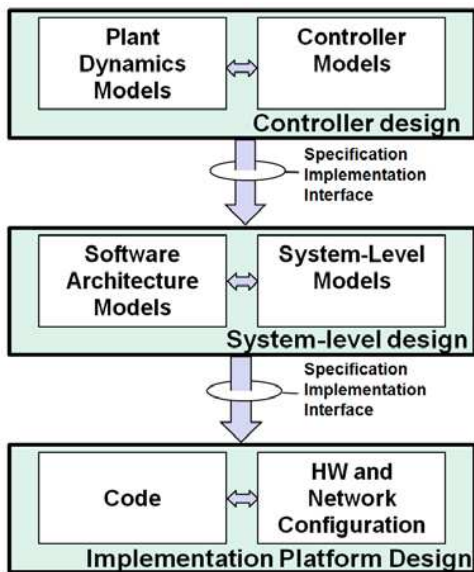 Plant
Dynamics
Models
Controller
Models
Controller design
Specification
Implementation
Interface
Software
Architecture
Models
System-Level
Models
System-level design
Specification
Implementation
Interface
Code
HW and
Network
Configuration
Implementation Platform Design